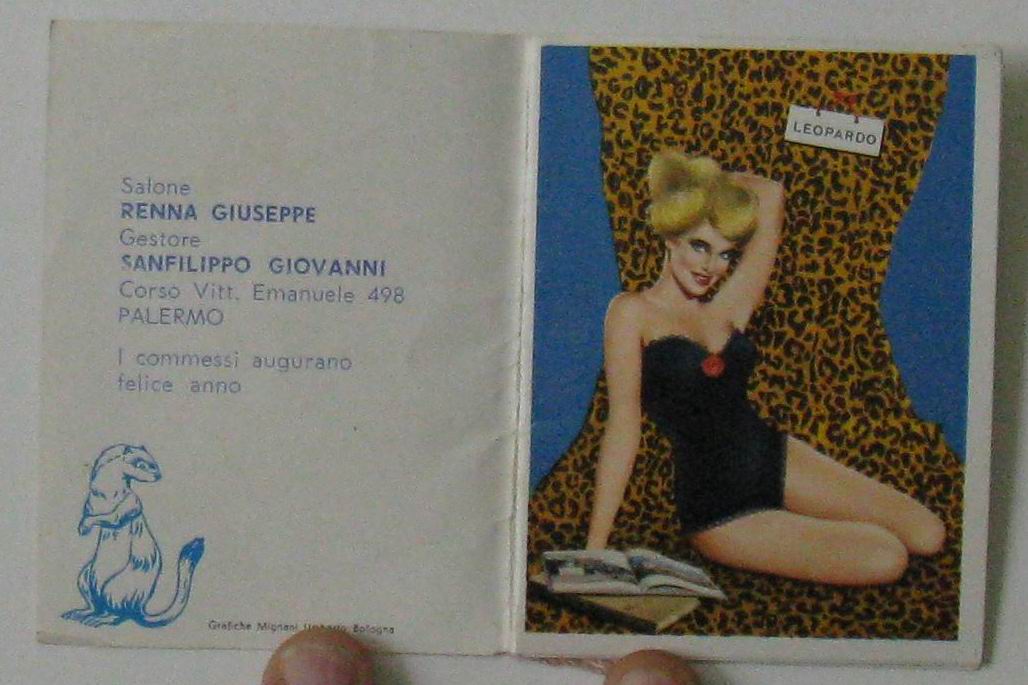 Salone
RENNA GIUSEPPE
Gestore
SANFILIPPO GIOVANNI
Corso Vitt. Emanuele 498
PALERMO
I commessi augurano
felice anno
Grafiche Mignani Umberto Bologna
LEOPARDO